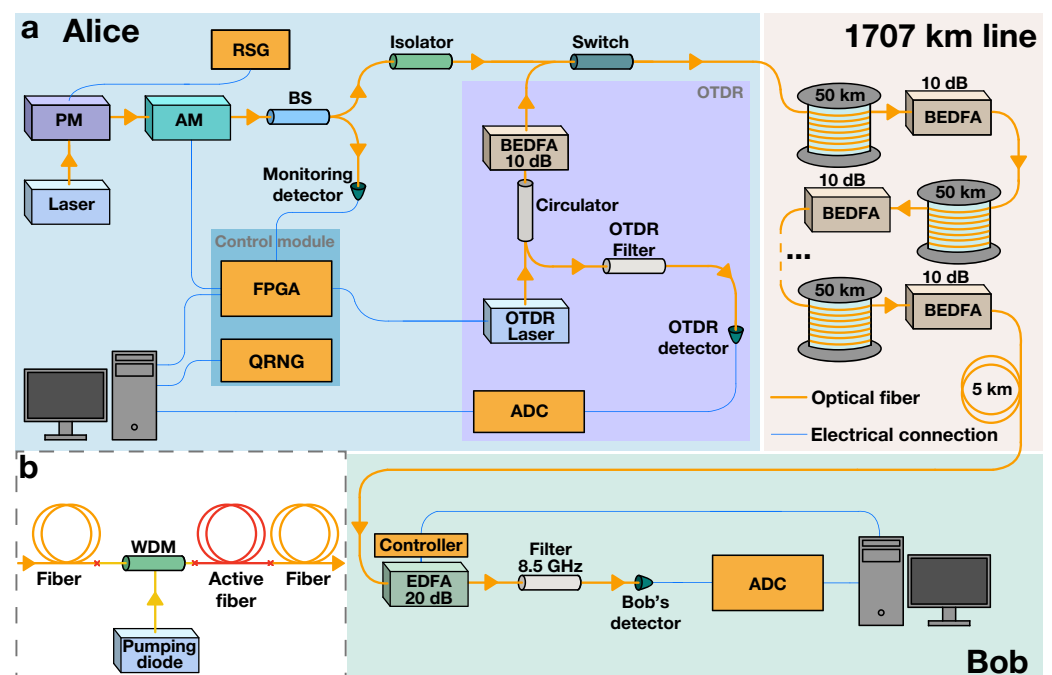 a Alice
RSG
Isolator
Switch
1707 km line
OTDR
PM
AM
BS
BEDFA
10 dB
50 km
10 dB
BEDFA
Laser
Monitoring
detector
Circulator
10 dB
BEDFA
50 km
Control module
FPGA
OTDR
Filter
...
OTDR
Laser
OTDR
detector
50 km
10 dB
BEDFA
QRNG
ADC
5 km
Optical fiber
Electrical connection
b
Fiber
WDM
Active
fiber
Fiber
Pumping
diode
Controller
EDFA
20 dB
Filter
8.5 GHz
Bob's
detector
ADC
Bob